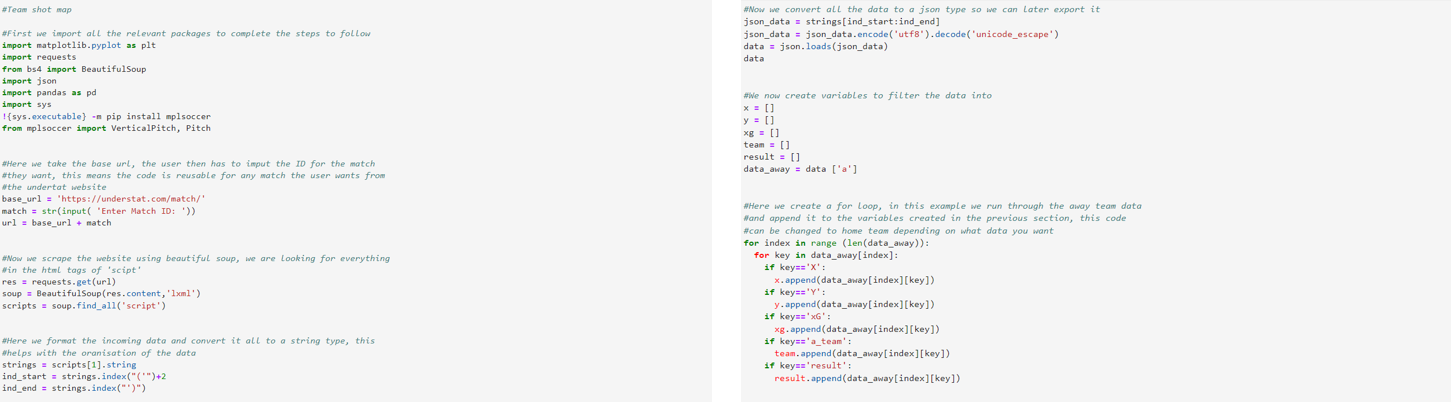 #Team shot map
#First we import all the relevant packages to complete the steps to follow
import matplotlib.pyplot as plt
import requests
from bs4 import BeautifulSoup
import json
import pandas as pd
import sys
!{sys.executable} -m pip install mplsoccer
from mplsoccer import VerticalPitch, Pitch
#Here we take the base url, the user then has to imput the ID for the match
#they want, this means the code is reusable for any match the user wants from
#the undertat website
base_url = 'https://understat.com/match/'
match = str(input( 'Enter Match ID: '))
url = base_url + match
#Now we scrape the website using beautiful soup, we are looking for everything
#in the html tags of 'scipt'
res = requests.get(url)
soup = BeautifulSoup(res.content,'lxml')
scripts = soup.find_all('script')
#Here we format the incoming data and convert it all to a string type, this
#helps with the oranisation of the data
strings = scripts[1].string
ind_start = strings.index("('")+2
ind_end = strings.index("')")
#Now we convert all the data to a json type so we can later export it
json_data = strings[ind_start:ind_end]
json_data = json_data.encode('utf8').decode('unicode_escape')
data = json.loads(json_data)
data
#We now create variables to filter the data into
x = []
y = []
xg = []
team = []
result = []
data_away = data ['a']
#Here we create a for loop, in this example we run through the away team data
#and append it to the variables created in the previous section, this code
#can be changed to home team depending on what data you want
for index in range (len(data_away)):
  for key in data_away[index]:
    if key=='X':
      x.append(data_away[index][key])
    if key=='Y':
      y.append(data_away[index][key])
    if key=='xG':
      xg.append(data_away[index][key])
    if key=='a_team':
      team.append(data_away[index][key])
    if key=='result':
      result.append(data_away[index][key])